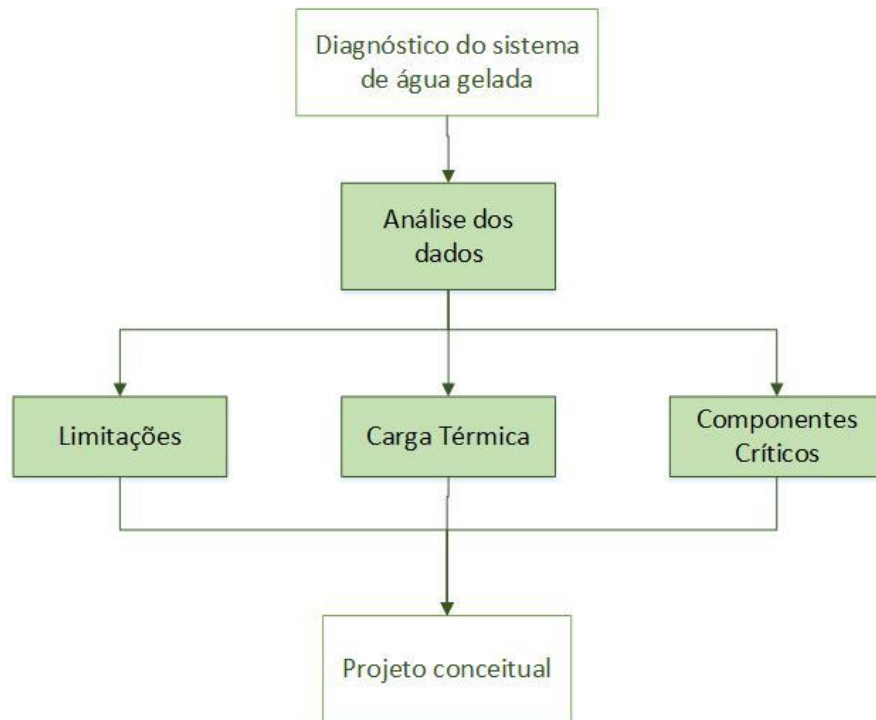 Diagnóstico do sistema
de água gelada
Análise dos
dados
Limitações
Carga Térmica
Componentes
Críticos
Projeto conceitual